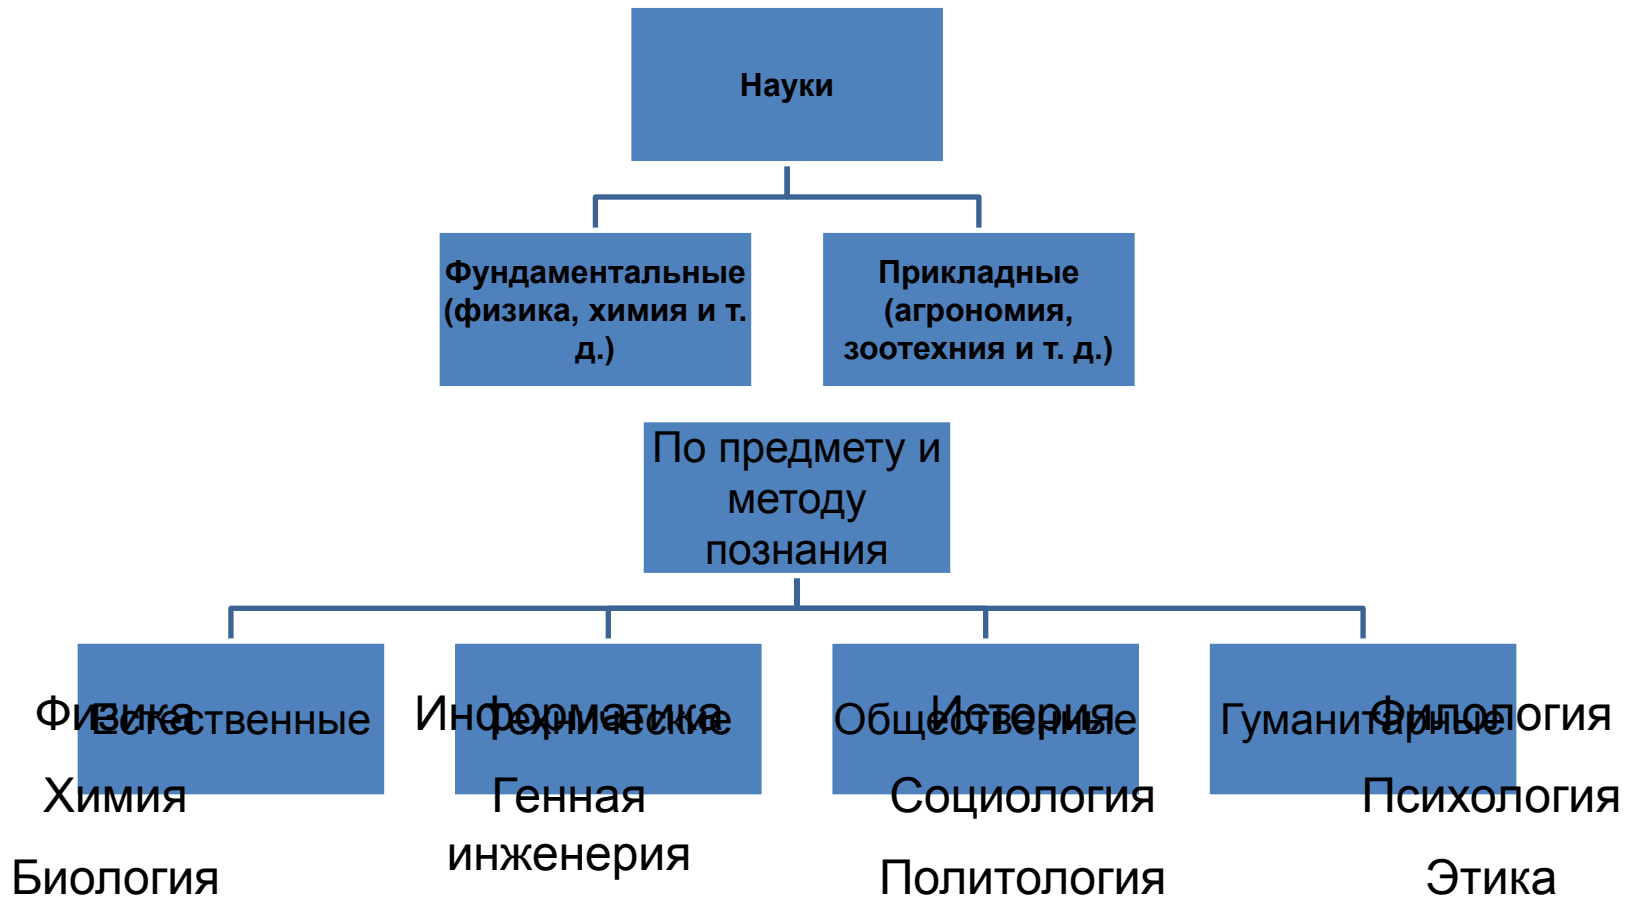 Науки
Фундаментальные
(физика, химия и т.
д.)
Прикладные
(агрономия,
зоотехния и т. д.)
По предмету и
методу
познания
Естественные
Технические
Общественные
Гуманитарные
Физика
Информатика
История
Филология
Химия
Генная
инженерия
Социология
Психология
Биология
Политология
Этика